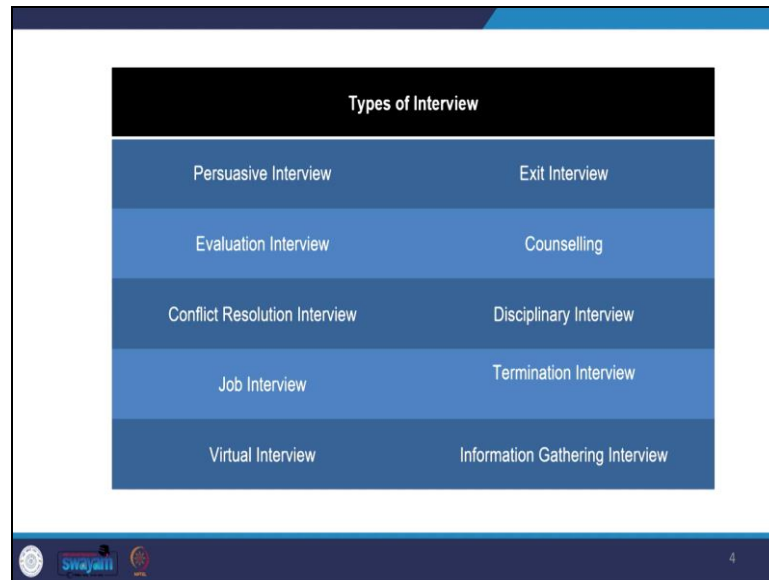 Types of Interview
Persuasive Interview Exit Interview
Evaluation Interview Counselling
Conflict Resolution Interview Disciplinary Interview
Job Interview Termination Interview
Virtual Interview Information Gathering Interview
swayam 4